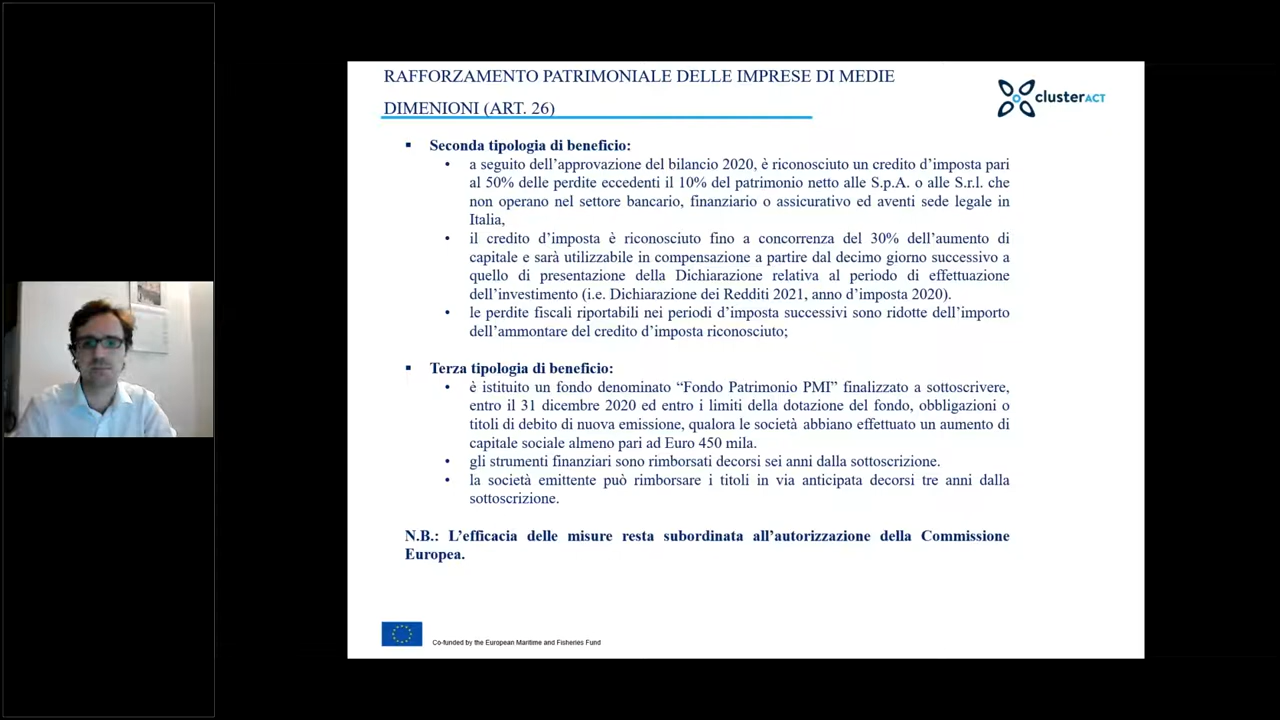 RAFFORZAMENTO PATRIMONIALE DELLE IMPRESE DI MEDIE
DIMENIONI (ART. 26)
clusterACT
▪ Seconda tipologia di beneficio:
• a seguito dell’approvazione del bilancio 2020, è riconosciuto un credito d’imposta pari
al 50% delle perdite eccedenti il 10% del patrimonio netto alle S.p.A. o alle S.r.l. che
non operano nel settore bancario, finanziario o assicurativo ed aventi sede legale in
Italia,
• il credito d’imposta è riconosciuto fino a concorrenza del 30% dell’aumento di
capitale e sarà utilizzabile in compensazione a partire dal decimo giorno successivo a
quello di presentazione della Dichiarazione relativa al periodo di effettuazione
dell’investimento (i.e. Dichiarazione dei Redditi 2021, anno d’imposta 2020).
• le perdite fiscali riportabili nei periodi d’imposta successivi sono ridotte dell’importo
dell’ammontare del credito d’imposta riconosciuto;
▪ Terza tipologia di beneficio:
• è istituito un fondo denominato “Fondo Patrimonio PMI” finalizzato a sottoscrivere,
entro il 31 dicembre 2020 ed entro i limiti della dotazione del fondo, obbligazioni o
titoli di debito di nuova emissione, qualora le società abbiano effettuato un aumento di
capitale sociale almeno pari ad Euro 450 mila.
• gli strumenti finanziari sono rimborsati decorsi sei anni dalla sottoscrizione.
• la società emittente può rimborsare i titoli in via anticipata decorsi tre anni dalla
sottoscrizione.
N.B.: L’efficacia delle misure resta subordinata all’autorizzazione della Commissione
Europea.
Co-funded by the European Maritime and Fisheries Fund